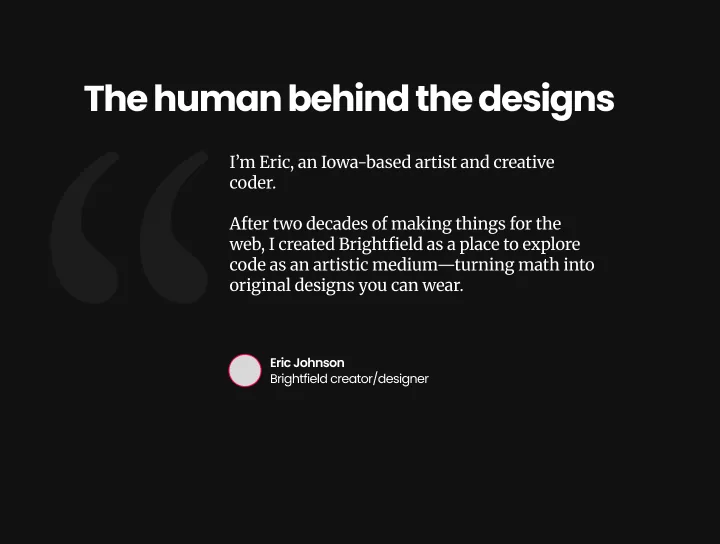 The human behind the designs
I’m Eric, an Iowa-based artist and creative
coder.
After two decades of making things for the
web, I created Brightfield as a place to explore
code as an artistic medium—turning math into
original designs you can wear.
Eric Johnson
Brightfield creator/designer